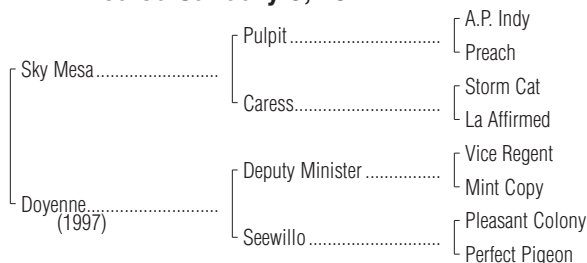 A.P. Indy
Pulpit
Preach
Sky Mesa
Storm Cat
Caress
La Affirmed
Vice Regent
Deputy Minister
Mint Copy
Doyenne
(1997)
Pleasant Colony
Seewillo
Perfect Pigeon